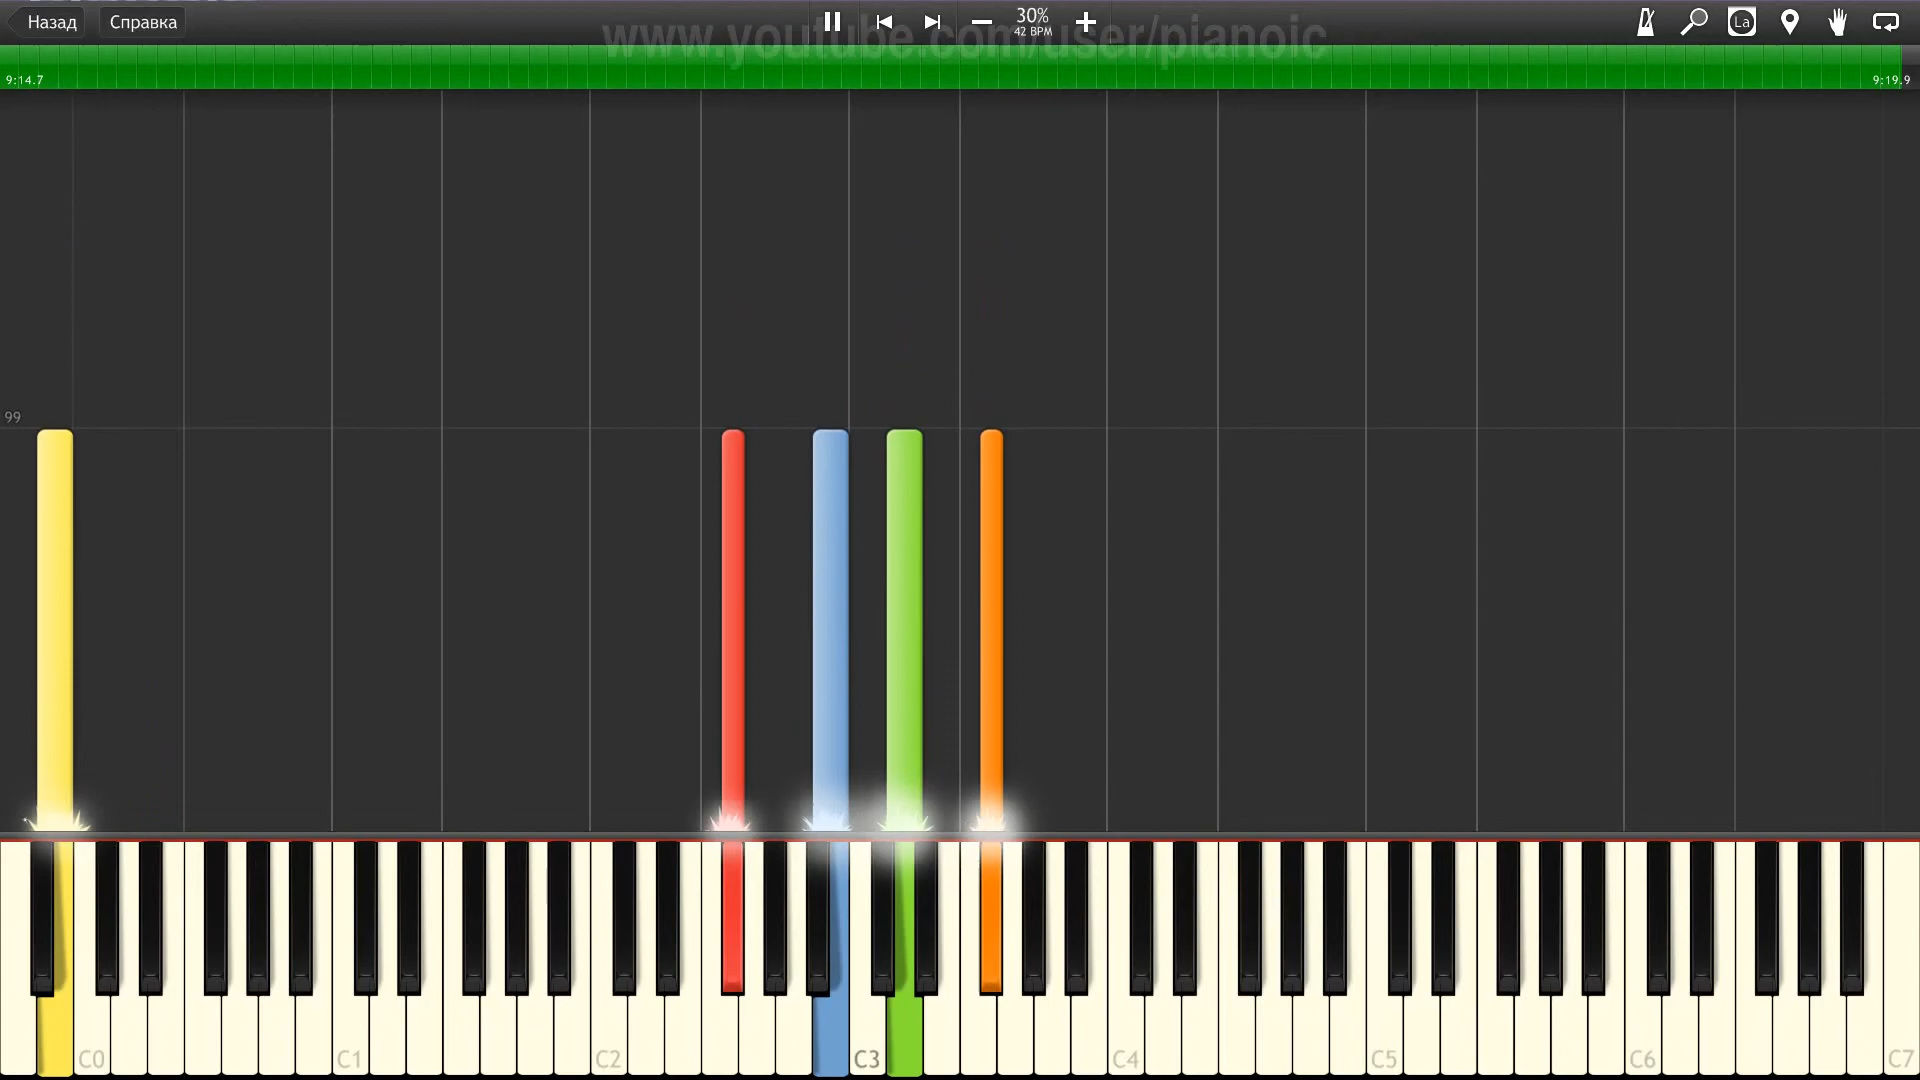 Назад Справка 30%
42 BPM La
www.youtube.com/user/pianoic
9:14.7 9:19.9
99
C0 C1 C2 C3 C4 C5 C6 C7